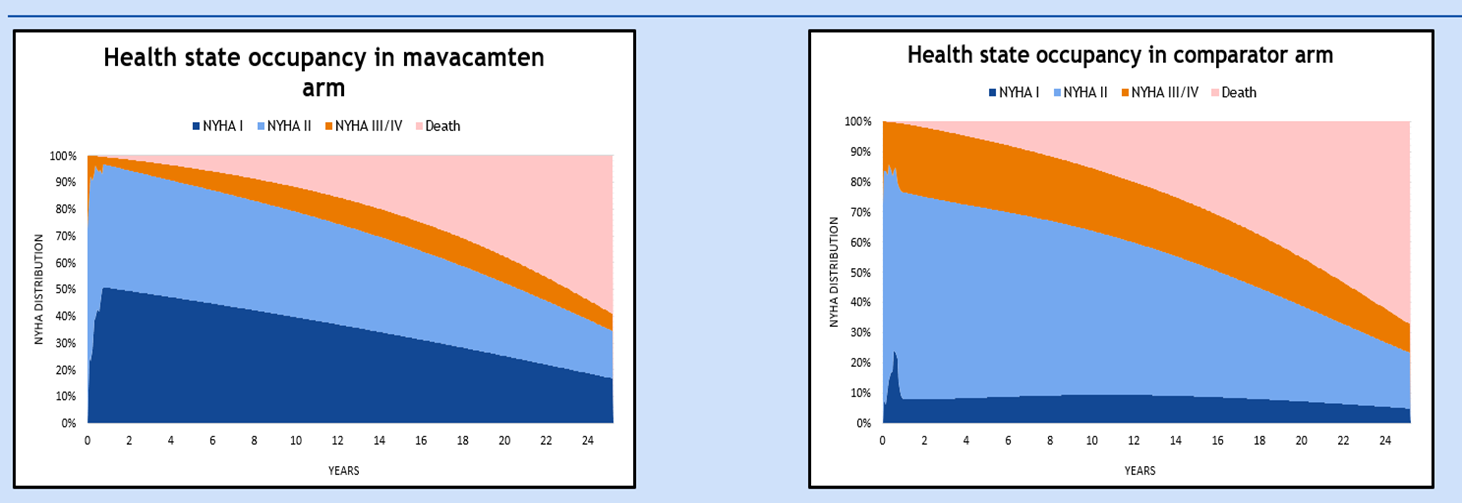 Health state occupancy in mavacamten
arm
NYHA I NYHA II NYHA III/IV Death
100%
90%
80%
70%
60%
50%
40%
30%
20%
10%
0%
NYHA DISTRIBUTION
0 2 4 6 8 10 12 14 16 18 20 22 24
YEARS
Health state occupancy in comparator arm
NYHA I NYHA II NYHA III/IV Death
100%
90%
80%
70%
60%
50%
40%
30%
20%
10%
0%
NYHA DISTRIBUTION
0 2 4 6 8 10 12 14 16 18 20 22 24
YEARS